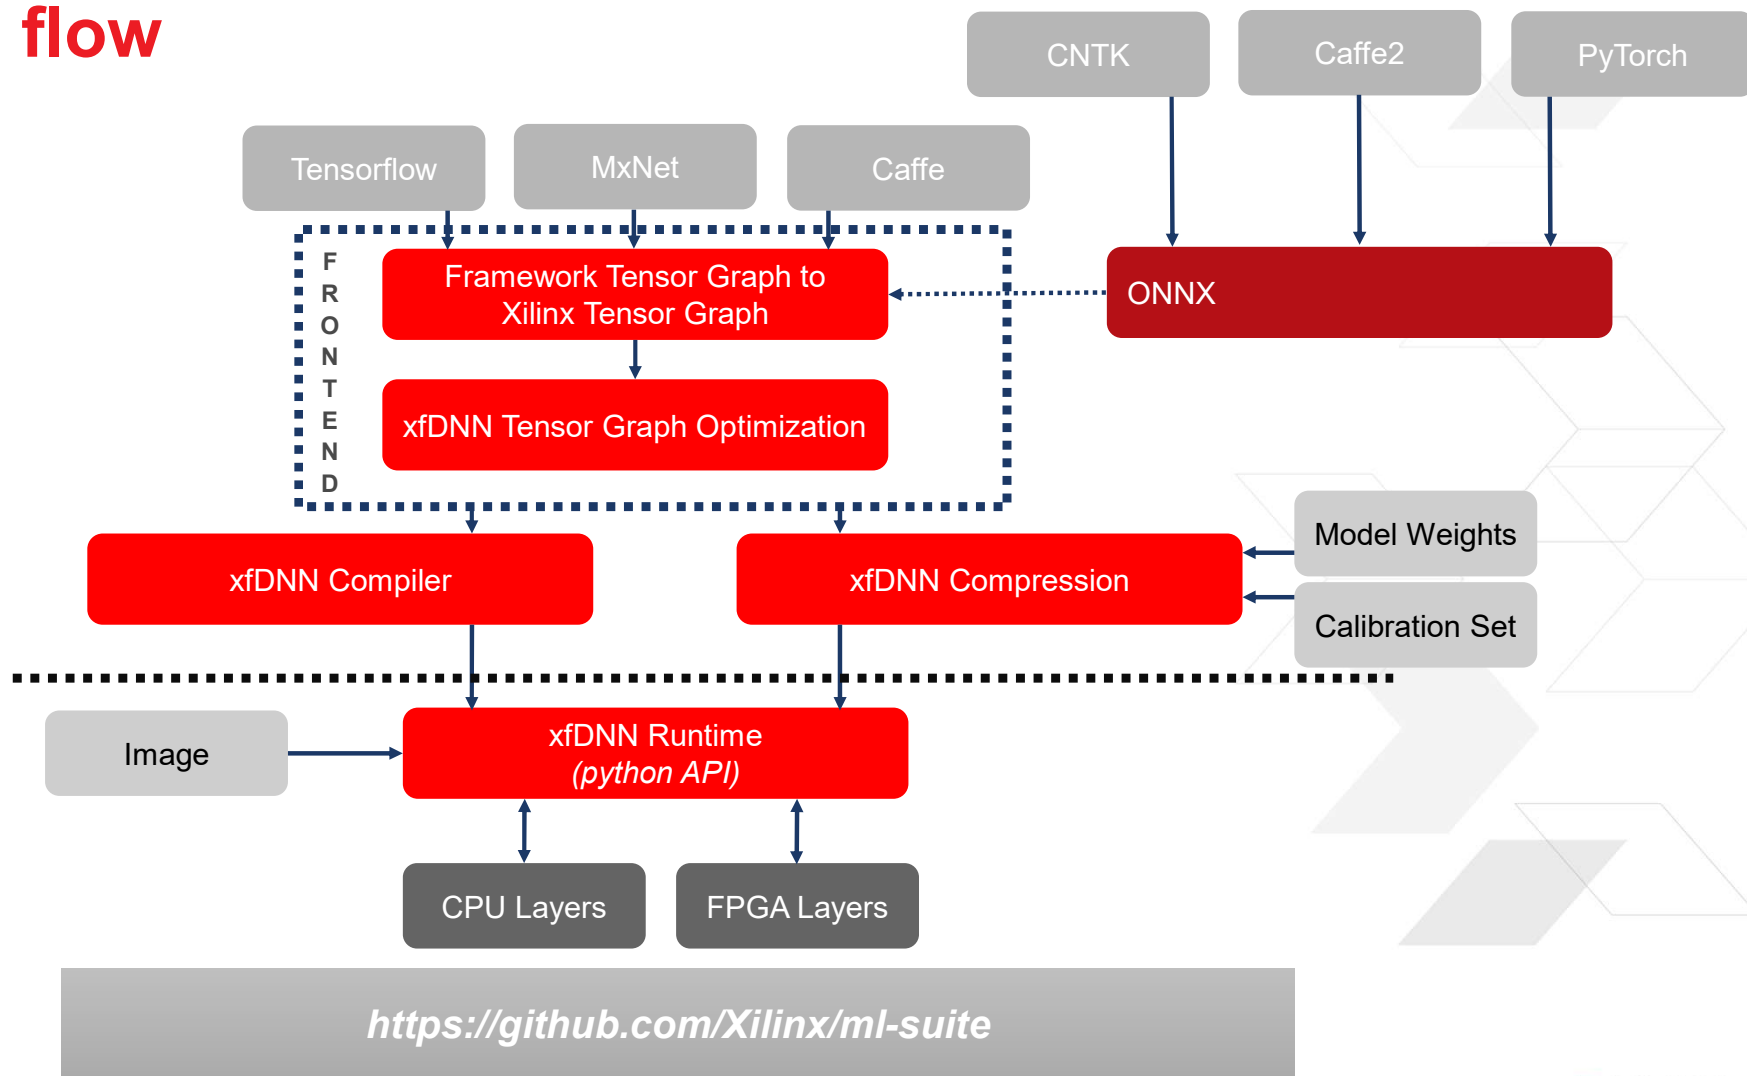 flow
CNTK
Caffe2
PyTorch
Tensorflow
MxNet
Caffe
FRONTEND
Framework Tensor Graph to
Xilinx Tensor Graph
ONNX
xfDNN Tensor Graph Optimization
Model Weights
xfDNN Compiler
xfDNN Compression
Calibration Set
Image
xfDNN Runtime
(python API)
CPU Layers
FPGA Layers
https://github.com/Xilinx/ml-suite